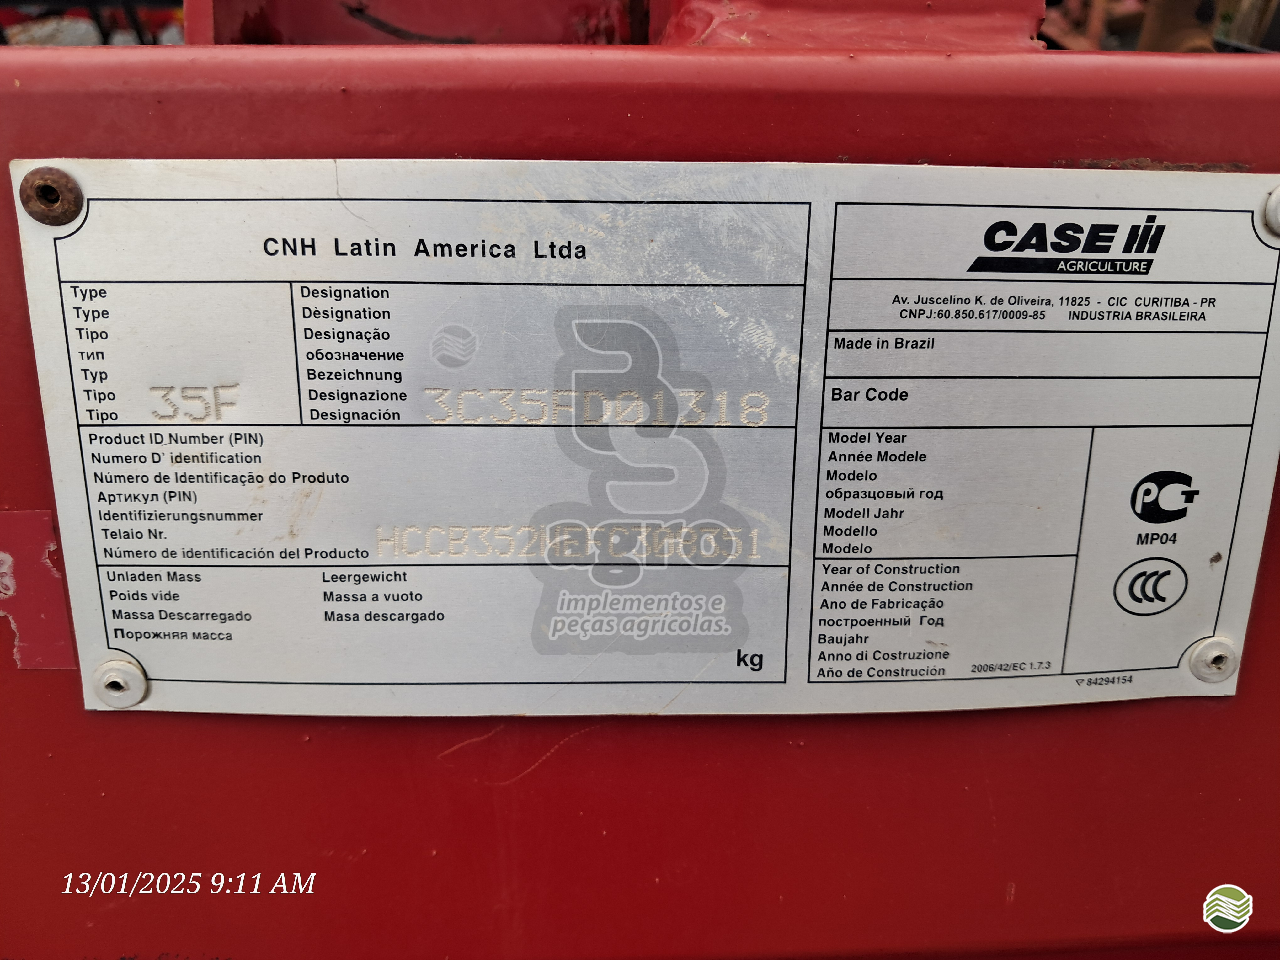 CNH Latin America Ltda
Type
Type
Tipo
тип
Typ
Tipo
Tipo
35F
Designation
Dèsignation
Designação
обозначение
Bezeichnung
Designazione
Designación
3C35FD01318
Product ID Number (PIN)
Numero D' identification
Número de Identificação do Produto
Артикул (PIN)
Identifizierungsnummer
Telaio Nr.
Número de identificación del Producto
Unladen Mass
Poids vide
Massa Descarregado
Порожняя масса
Leergewicht
Massa a vuoto
Masa descargado
kg
CASE III
AGRICULTURE
Av. Juscelino K. de Oliveira, 11825 - CIC CURITIBA - PR
CNPJ:60.850.617/0009-85 INDUSTRIA BRASILEIRA
Made in Brazil
Bar Code
Model Year
Année Modele
Modelo
образцовый год
Modell Jahr
Modello
Modelo
Year of Construction
Année de Construction
Ano de Fabricação
построенный Год
Baujahr
Anno di Costruzione
Año de Construción
2006/42/EC 1.7.3
PCT
MP04
CCC
84294154
agro
implementos e
peças agrícolas.
13/01/2025 9:11 AM